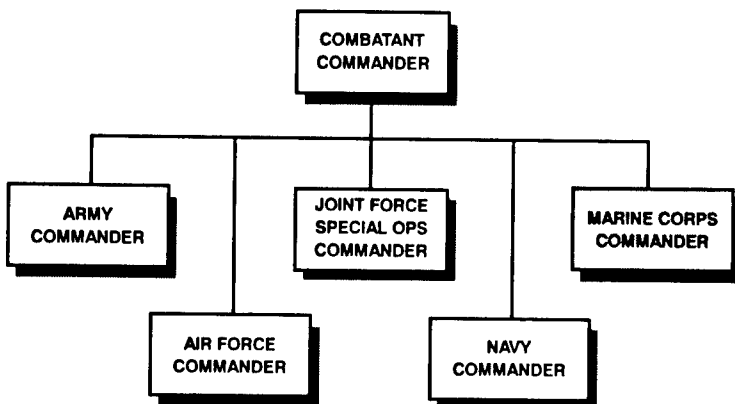 COMBATANT
COMMANDER
ARMY
COMMANDER
JOINT FORCE
SPECIAL OPS
COMMANDER
MARINE CORPS
COMMANDER
AIR FORCE
COMMANDER
NAVY
COMMANDER